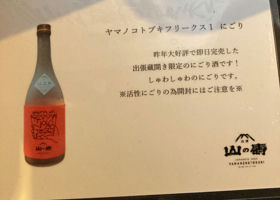 ヤマノコトブキフリークス1 にごり
昨年大好評で即日完売した
出張蔵開き限定のにごり酒です！
しゅわしゅわのにごりです。
※活性にごりの為開封にはご注意を※
山の壽
YAMANOKOTOBUKI